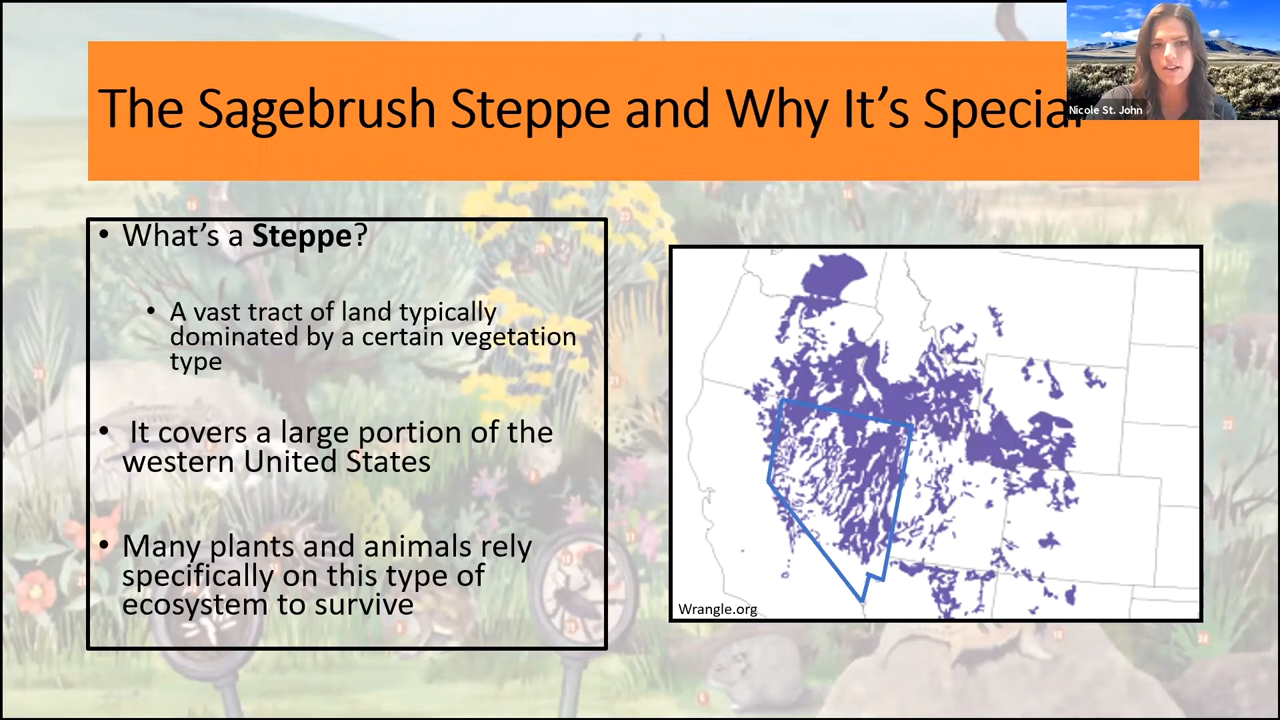 The Sagebrush Steppe and Why It's Special
Nicole St. John
• What's a Steppe?
• A vast tract of land typically
dominated by a certain vegetation
type
• It covers a large portion of the
western United States
• Many plants and animals rely
specifically on this type of
ecosystem to survive
Wrangle.org